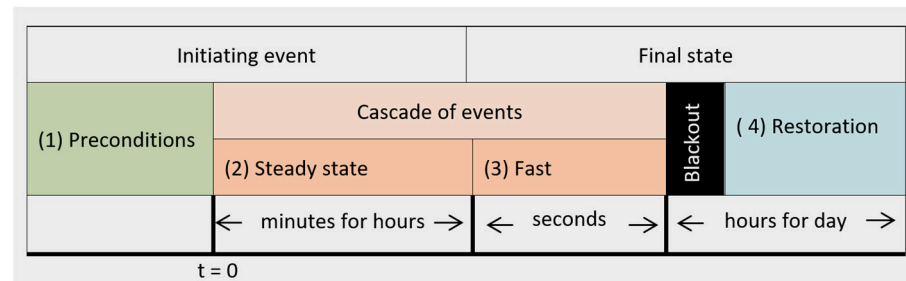 Initiating event
Final state
(1) Preconditions
Cascade of events
(2) Steady state
(3) Fast
Blackout
( 4) Restoration
← minutes for hours →
← seconds →
← hours for day →
t = 0